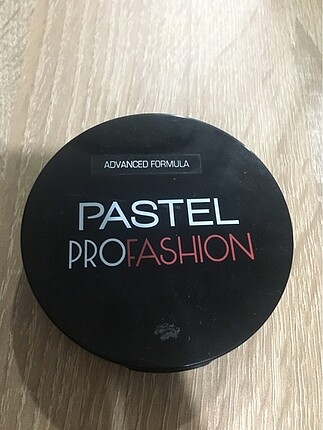 ADVANCED FORMULA
PASTEL
PROFASHION